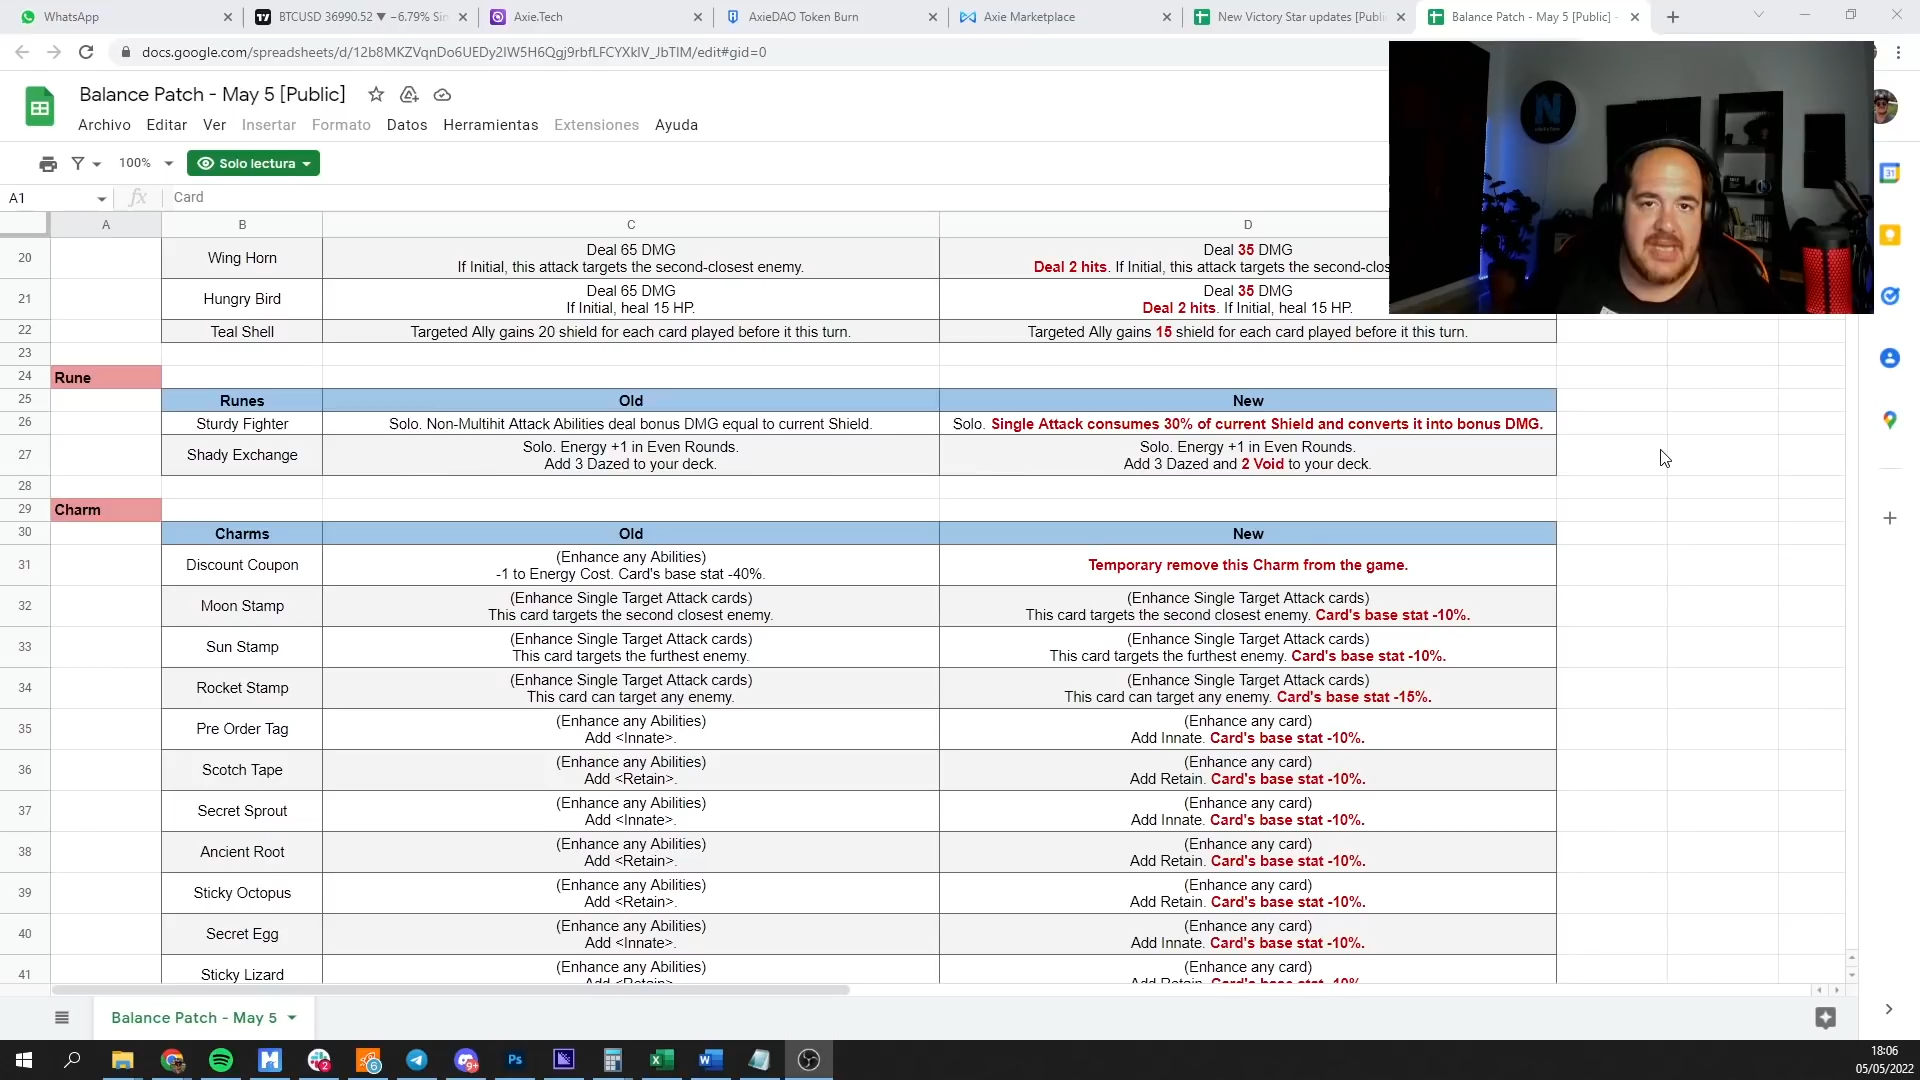 WhatsApp
BTCUSD 36990.52 ▼ −6.79% Sin
Axie.Tech
AxieDAO Token Burn
Axie Marketplace
New Victory Star updates [Public
Balance Patch - May 5 [Public] -
docs.google.com/spreadsheets/d/12b8MKZVqnDo6UEDy2IW5H6Qgj9rbfLFCYXklV_JbTIM/edit#gid=0
Balance Patch - May 5 [Public]
Archivo Editar Ver Insertar Formato Datos Herramientas Extensiones Ayuda
100% Solo lectura
A1 fx Card
A B C D
20 Wing Horn Deal 65 DMG Deal 35 DMG
If Initial, this attack targets the second-closest enemy. Deal 2 hits. If Initial, this attack targets the second-clos
21 Hungry Bird Deal 65 DMG Deal 35 DMG
If Initial, heal 15 HP. Deal 2 hits. If Initial, heal 15 HP.
22 Teal Shell Targeted Ally gains 20 shield for each card played before it this turn. Targeted Ally gains 15 shield for each card played before it this turn.
23
24 Rune
25 Runes Old New
26 Sturdy Fighter Solo. Non-Multihit Attack Abilities deal bonus DMG equal to current Shield. Solo. Single Attack consumes 30% of current Shield and converts it into bonus DMG.
27 Shady Exchange Solo. Energy +1 in Even Rounds. Solo. Energy +1 in Even Rounds.
Add 3 Dazed to your deck. Add 3 Dazed and 2 Void to your deck.
28
29 Charm
30 Charms Old New
31 Discount Coupon (Enhance any Abilities) Temporary remove this Charm from the game.
-1 to Energy Cost. Card's base stat -40%.
32 Moon Stamp (Enhance Single Target Attack cards) (Enhance Single Target Attack cards)
This card targets the second closest enemy. This card targets the second closest enemy. Card's base stat -10%.
33 Sun Stamp (Enhance Single Target Attack cards) (Enhance Single Target Attack cards)
This card targets the furthest enemy. This card targets the furthest enemy. Card's base stat -10%.
34 Rocket Stamp (Enhance Single Target Attack cards) (Enhance Single Target Attack cards)
This card can target any enemy. This card can target any enemy. Card's base stat -15%.
35 Pre Order Tag (Enhance any Abilities) (Enhance any card)
Add <Innate>. Add Innate. Card's base stat -10%.
36 Scotch Tape (Enhance any Abilities) (Enhance any card)
Add <Retain>. Add Retain. Card's base stat -10%.
37 Secret Sprout (Enhance any Abilities) (Enhance any card)
Add <Innate>. Add Innate. Card's base stat -10%.
38 Ancient Root (Enhance any Abilities) (Enhance any card)
Add <Retain>. Add Retain. Card's base stat -10%.
39 Sticky Octopus (Enhance any Abilities) (Enhance any card)
Add <Retain>. Add Retain. Card's base stat -10%.
40 Secret Egg (Enhance any Abilities) (Enhance any card)
Add <Innate>. Add Innate. Card's base stat -10%.
41 Sticky Lizard (Enhance any Abilities) (Enhance any card)
Add <Retain>. Add Retain. Card's base stat -10%.
Balance Patch - May 5
18:06
05/05/2022